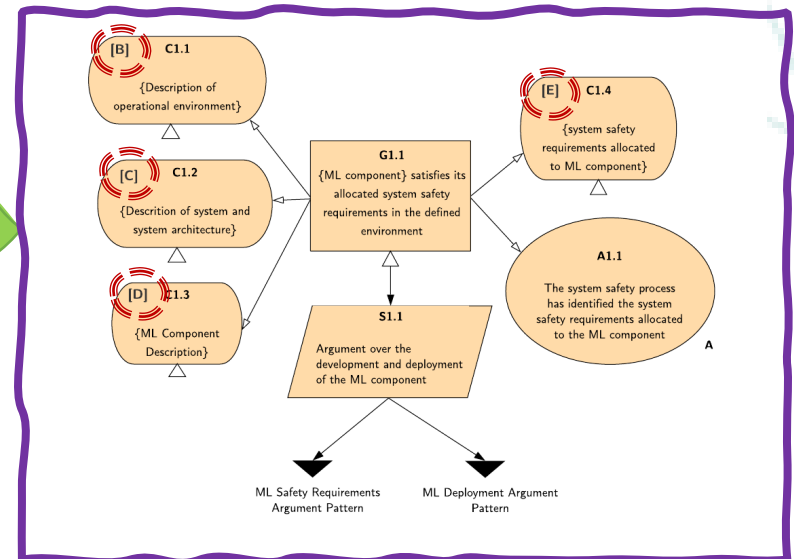 [B] C1.1
{Description of
operational environment}
[C] C1.2
{Descrition of system and
system architecture}
[D] C1.3
{ML Component
Description}
G1.1
{ML component} satisfies its
allocated system safety
requirements in the defined
environment
S1.1
Argument over the
development and deployment
of the ML component
ML Safety Requirements
Argument Pattern
ML Deployment Argument
Pattern
[E] C1.4
{system safety
requirements allocated
to ML component}
A1.1
The system safety process
has identified the system
safety requirements allocated
to the ML component
A